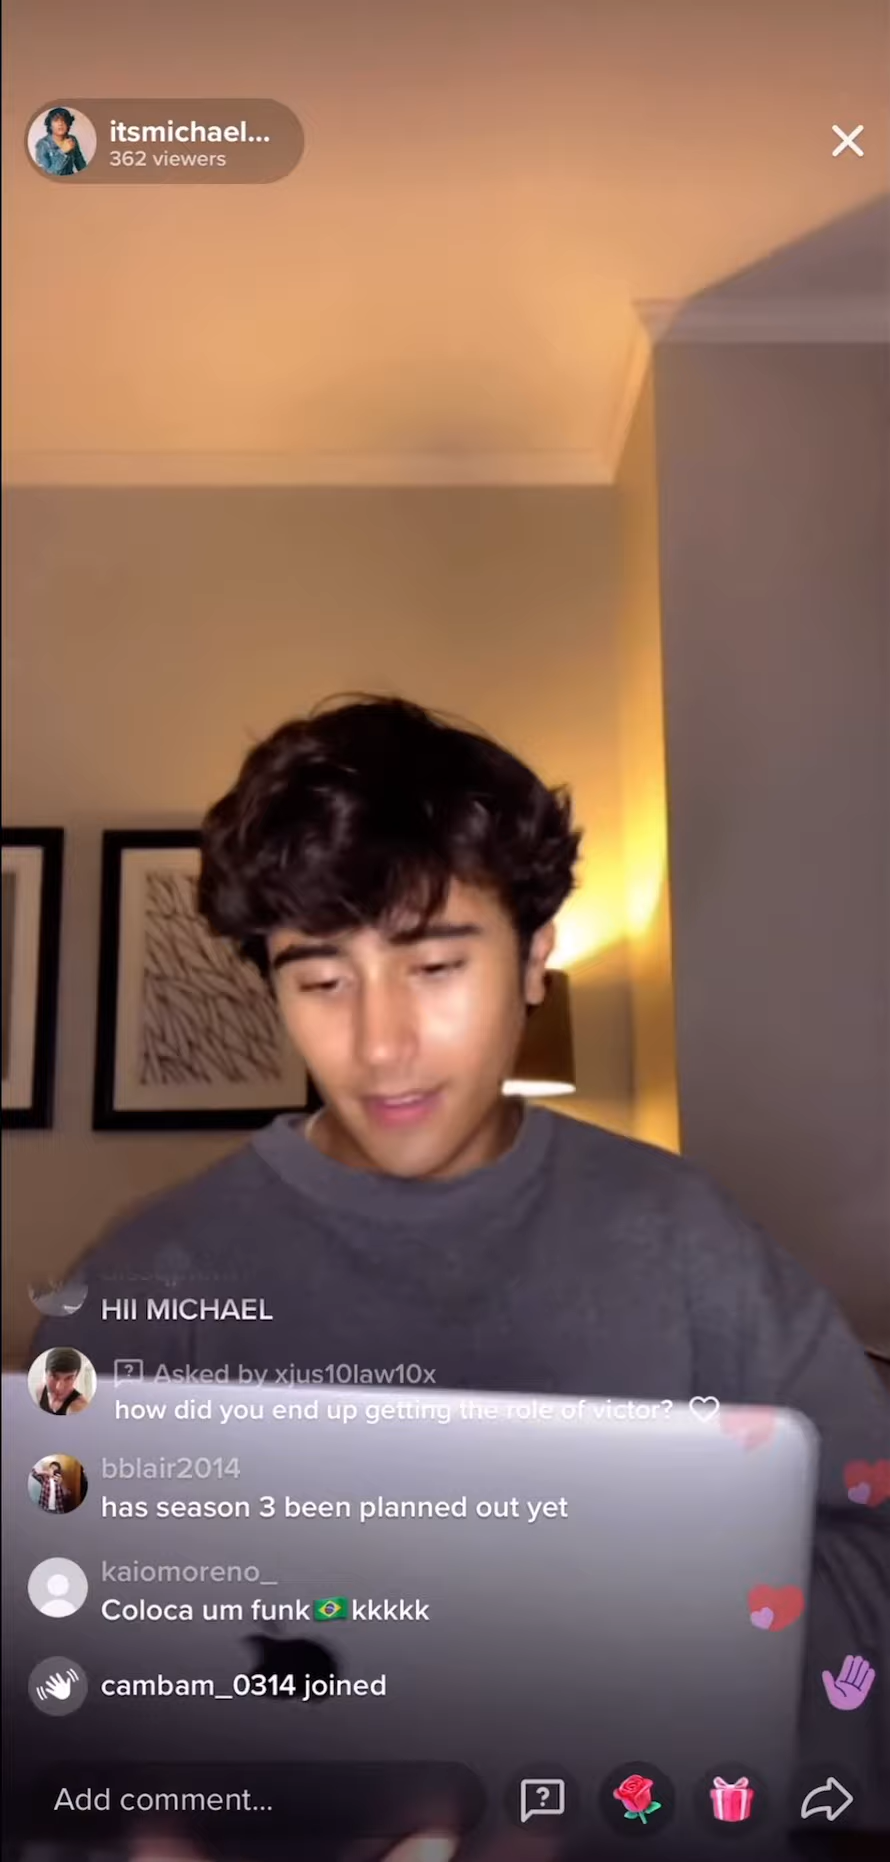 itsmichael...
362 viewers
HII MICHAEL
Asked by xjus10law10x
how did you end up getting the role of victor?
bblair2014
has season 3 been planned out yet
kaiomoreno_
Coloca um funk🇧🇷kkkkk
cambam_0314 joined
Add comment...